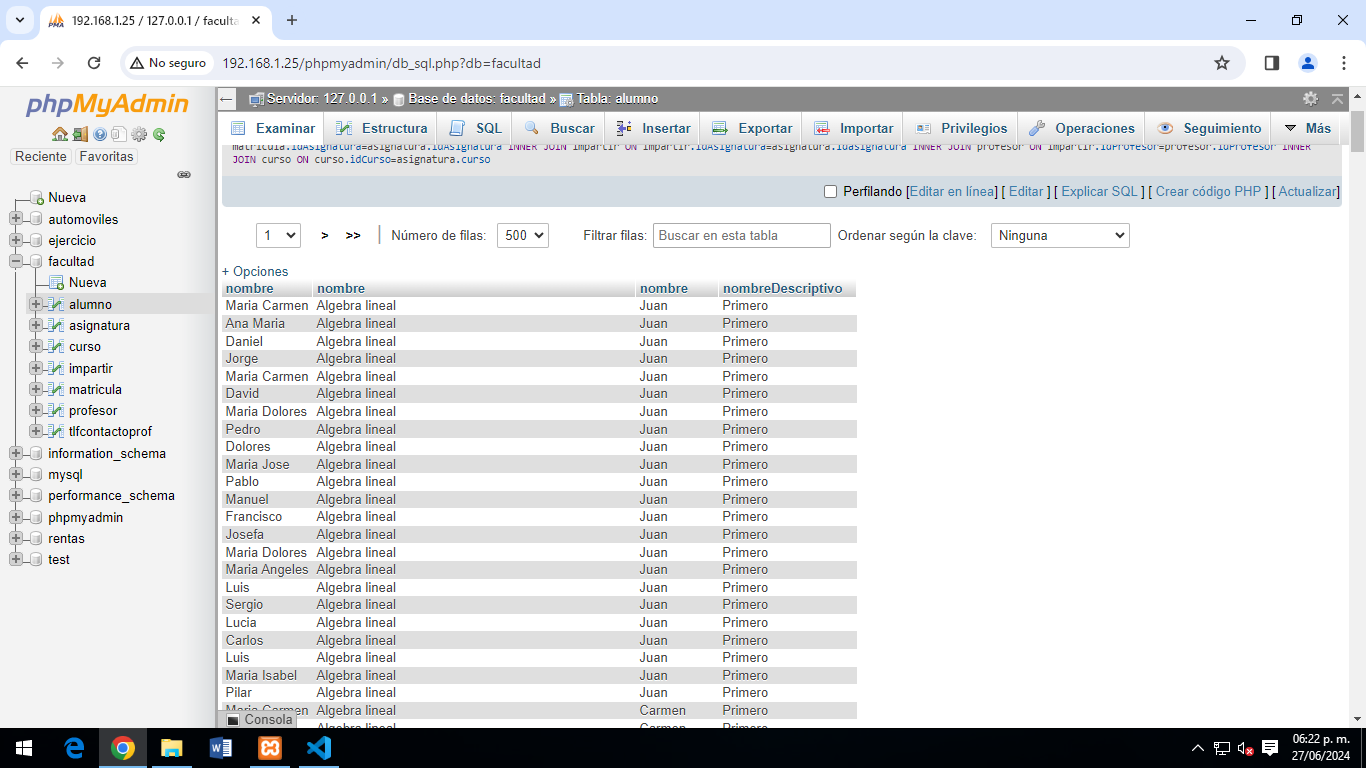 192.168.1.25 / 127.0.0.1 / faculta
No seguro
192.168.1.25/phpmyadmin/db_sql.php?db=facultad
phpMyAdmin
Reciente
Favoritas
Nueva
automoviles
ejercicio
facultad
Nueva
alumno
asignatura
curso
impartir
matricula
profesor
tlfcontactoprof
information_schema
mysql
performance_schema
phpmyadmin
rentas
test
Servidor: 127.0.0.1 » Base de datos: facultad » Tabla: alumno
Examinar Estructura SQL Buscar Insertar Exportar Importar Privilegios Operaciones Seguimiento Más
matricula.idAsignatura=asignatura.idAsignatura INNER JOIN impartir ON impartir.idAsignatura=asignatura.idAsignatura INNER JOIN profesor ON impartir.idProfesor=profesor.idProfesor INNER
JOIN curso ON curso.idCurso=asignatura.curso
Perfilando [Editar en línea] [ Editar ] [ Explicar SQL ] [ Crear código PHP ] [ Actualizar]
1 > >> | Número de filas: 500 Filtrar filas: Buscar en esta tabla Ordenar según la clave: Ninguna
+ Opciones
nombre nombre nombre nombreDescriptivo
Maria Carmen Algebra lineal Juan Primero
Ana Maria Algebra lineal Juan Primero
Daniel Algebra lineal Juan Primero
Jorge Algebra lineal Juan Primero
Maria Carmen Algebra lineal Juan Primero
David Algebra lineal Juan Primero
Maria Dolores Algebra lineal Juan Primero
Pedro Algebra lineal Juan Primero
Dolores Algebra lineal Juan Primero
Maria Jose Algebra lineal Juan Primero
Pablo Algebra lineal Juan Primero
Manuel Algebra lineal Juan Primero
Francisco Algebra lineal Juan Primero
Josefa Algebra lineal Juan Primero
Maria Dolores Algebra lineal Juan Primero
Maria Angeles Algebra lineal Juan Primero
Luis Algebra lineal Juan Primero
Sergio Algebra lineal Juan Primero
Lucia Algebra lineal Juan Primero
Carlos Algebra lineal Juan Primero
Luis Algebra lineal Juan Primero
Maria Isabel Algebra lineal Juan Primero
Pilar Algebra lineal Juan Primero
Maria Carmen Algebra lineal Carmen Primero
Algebra lineal Carmen Primero
Consola
06:22 p. m.
27/06/2024